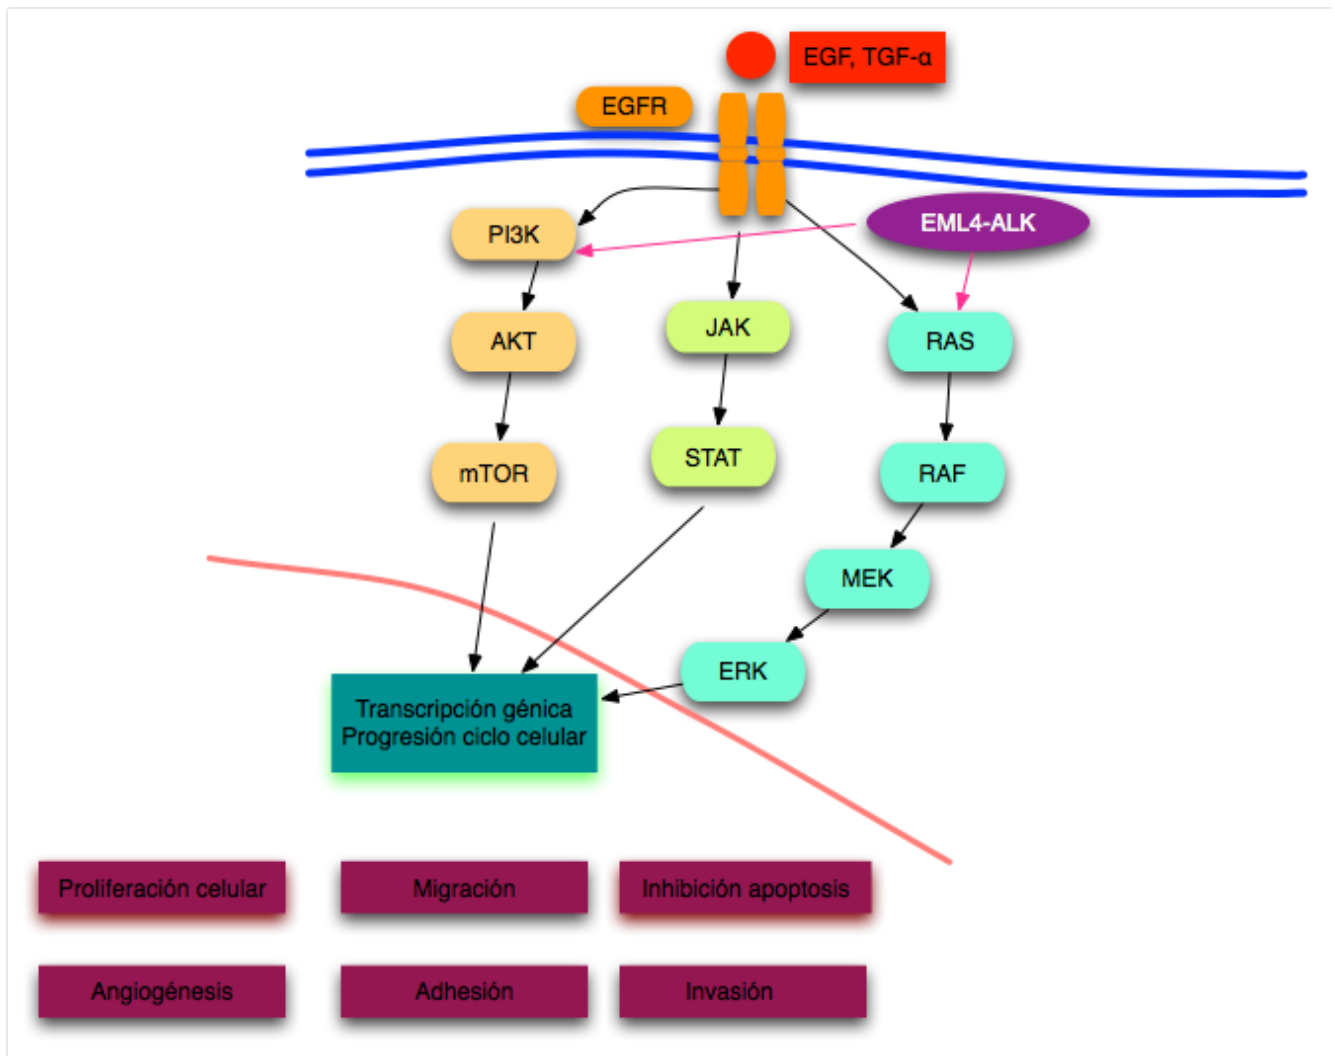 EGF, TGF-α
EGFR
EML4-ALK
PI3K
JAK
RAS
AKT
STAT
RAF
mTOR
MEK
ERK
Transcripción génica
Progresión ciclo celular
Proliferación celular
Migración
Inhibición apoptosis
Angiogénesis
Adhesión
Invasión